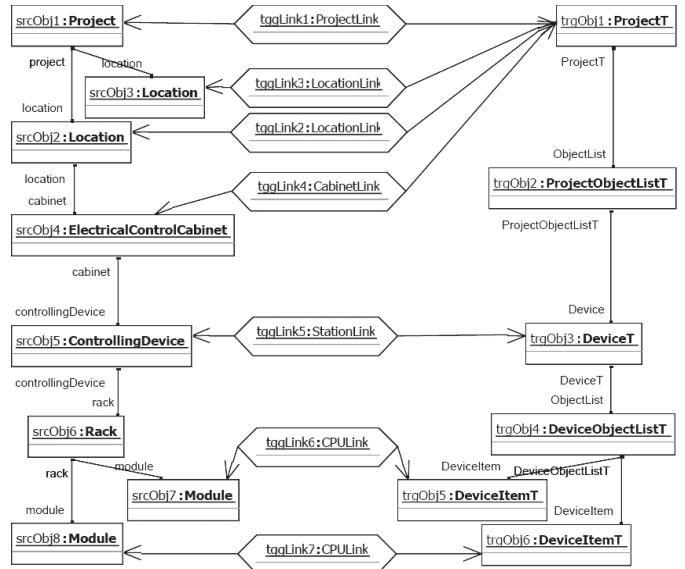 srcObj1:Project
tggLink1:ProjectLink
trgObj1:ProjectT
project
location
ProjectT
srcObj3:Location
tggLink3:LocationLink
location
srcObj2:Location
tggLink2:LocationLink
ObjectList
location
cabinet
tggLink4:CabinetLink
trgObj2:ProjectObjectListT
srcObj4:ElectricalControlCabinet
ProjectObjectListT
cabinet
controllingDevice
Device
srcObj5:ControllingDevice
tggLink5:StationLink
trgObj3:DeviceT
controllingDevice
rack
DeviceT
ObjectList
srcObj6:Rack
tggLink6:CPULink
trgObj4:DeviceObjectListT
rack
module
DeviceItem
DeviceObjectListT
srcObj7:Module
trgObj5:DeviceItemT
module
DeviceItem
srcObj8:Module
tggLink7:CPULink
trgObj6:DeviceItemT